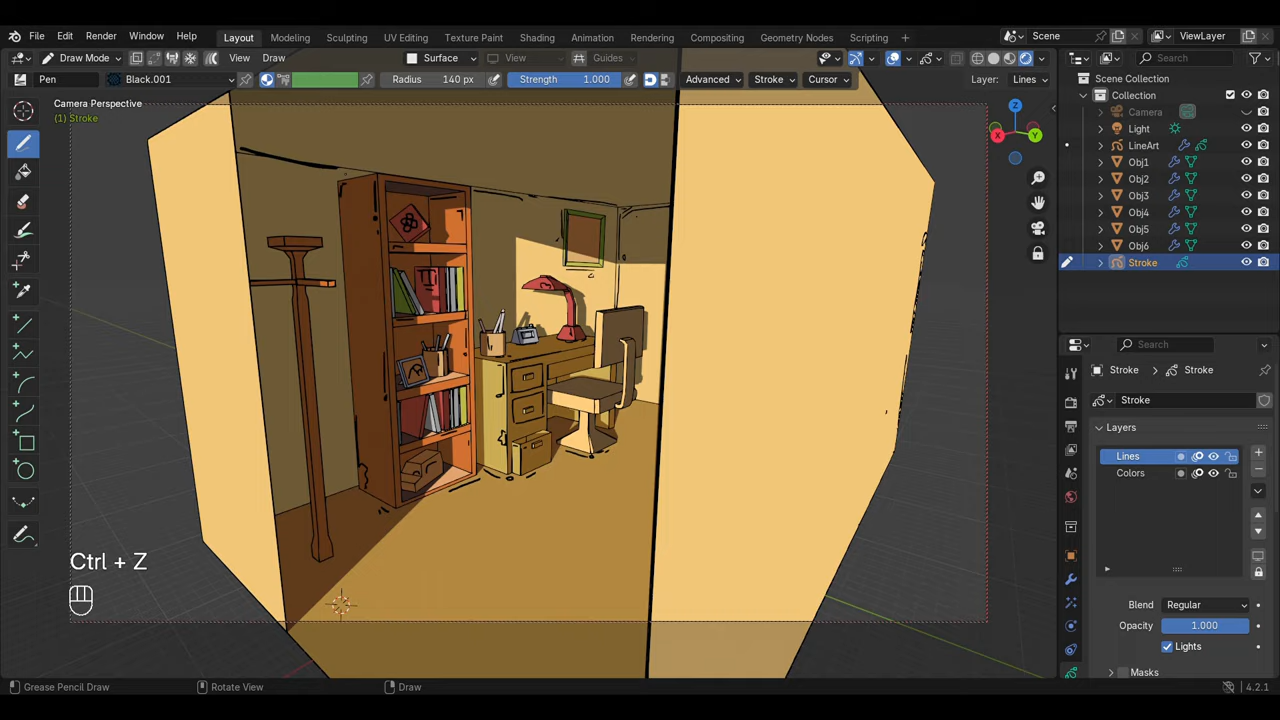 File Edit Render Window Help Layout Modeling Sculpting UV Editing Texture Paint Shading Animation Rendering Compositing Geometry Nodes Scripting + Scene ViewLayer
Draw Mode View Draw Surface View Guides Search
Pen Black.001 Radius 140 px Strength 1.000 Advanced Stroke Cursor Layer: Lines
Scene Collection
Collection
Camera
Light
LineArt
Obj1
Obj2
Obj3
Obj4
Obj5
Obj6
Stroke
Camera Perspective
(1) Stroke
Z
X
Y
Search
Stroke > Stroke
Stroke
Layers
Lines
Colors
Blend Regular
Opacity 1.000
Lights
Masks
Ctrl + Z
Grease Pencil Draw Rotate View Draw 4.2.1